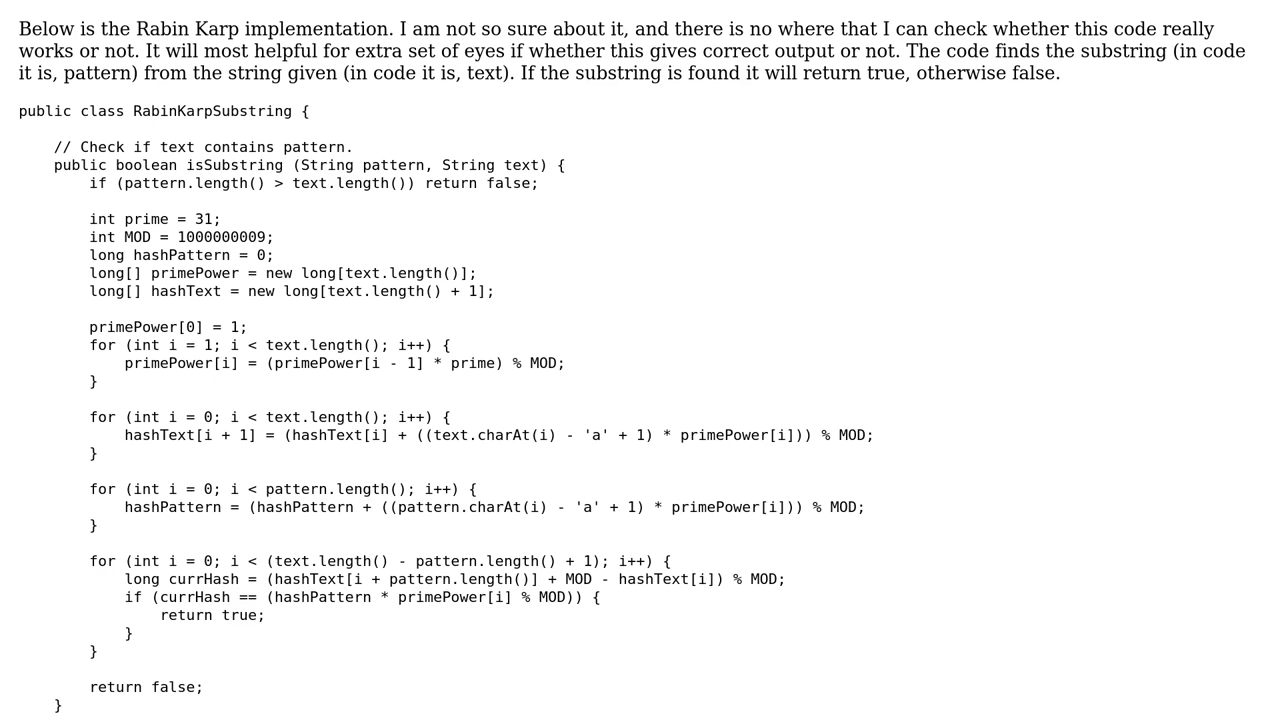 Below is the Rabin Karp implementation. I am not so sure about it, and there is no where that I can check whether this code really
works or not. It will most helpful for extra set of eyes if whether this gives correct output or not. The code finds the substring (in code
it is, pattern) from the string given (in code it is, text). If the substring is found it will return true, otherwise false.
public class RabinKarpSubstring {
    // Check if text contains pattern.
    public boolean isSubstring (String pattern, String text) {
        if (pattern.length() > text.length()) return false;
        int prime = 31;
        int MOD = 1000000009;
        long hashPattern = 0;
        long[] primePower = new long[text.length()];
        long[] hashText = new long[text.length() + 1];
        primePower[0] = 1;
        for (int i = 1; i < text.length(); i++) {
            primePower[i] = (primePower[i - 1] * prime) % MOD;
        }
        for (int i = 0; i < text.length(); i++) {
            hashText[i + 1] = (hashText[i] + ((text.charAt(i) - 'a' + 1) * primePower[i])) % MOD;
        }
        for (int i = 0; i < pattern.length(); i++) {
            hashPattern = (hashPattern + ((pattern.charAt(i) - 'a' + 1) * primePower[i])) % MOD;
        }
        for (int i = 0; i < (text.length() - pattern.length() + 1); i++) {
            long currHash = (hashText[i + pattern.length()] + MOD - hashText[i]) % MOD;
            if (currHash == (hashPattern * primePower[i] % MOD)) {
                return true;
            }
        }
        return false;
    }